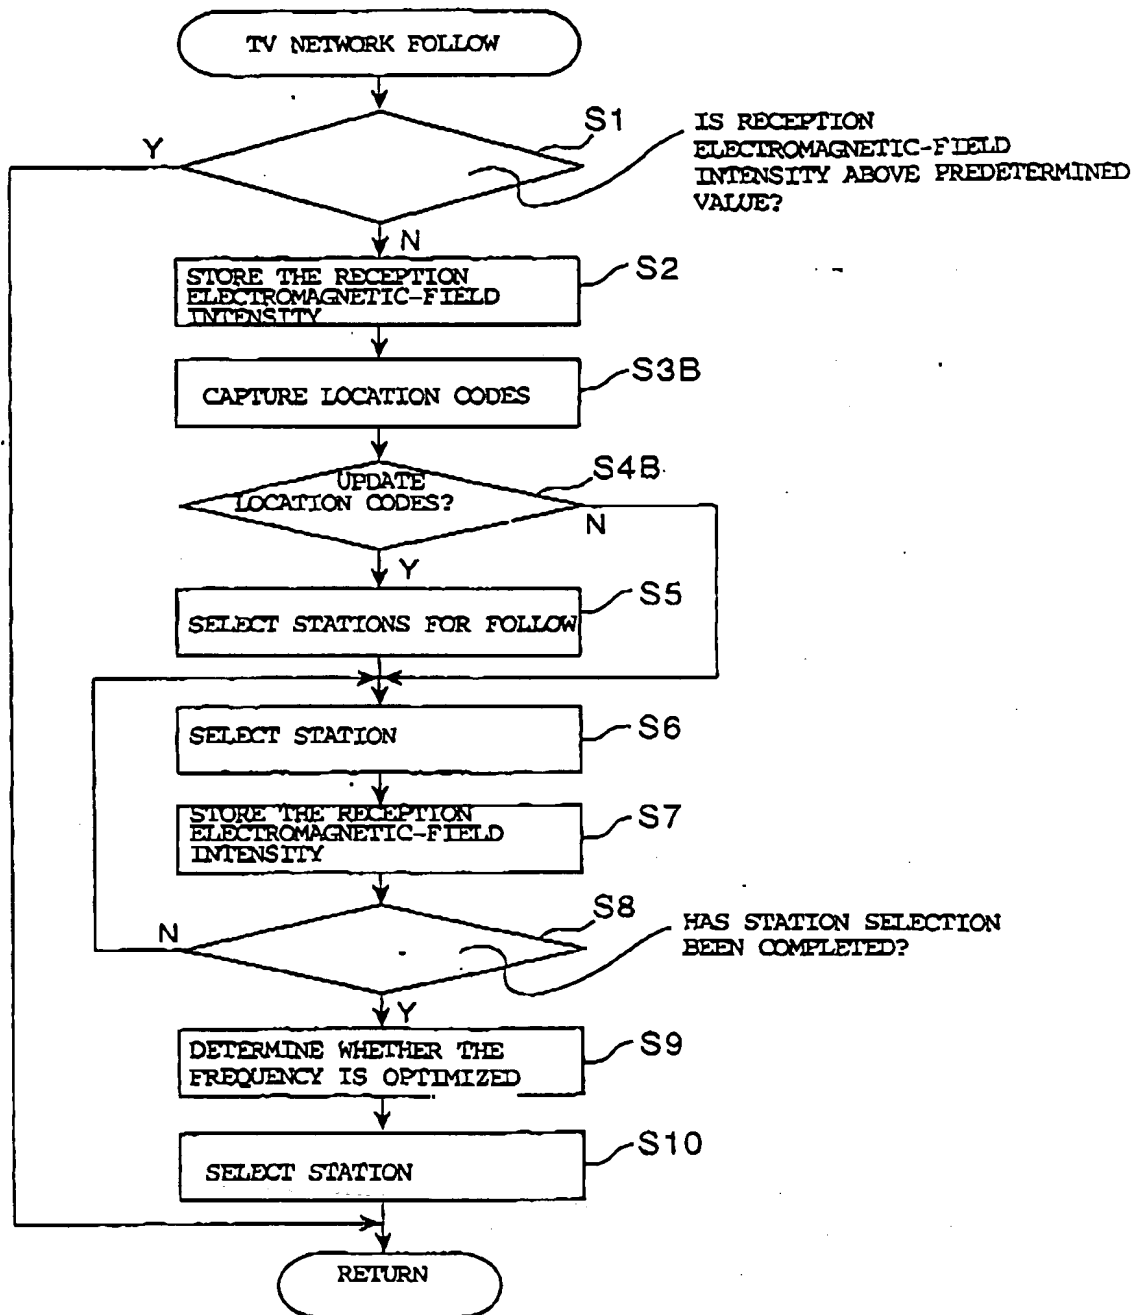 TV NETWORK FOLLOW
S1
IS RECEPTION
ELECTROMAGNETIC-FIELD
INTENSITY ABOVE PREDETERMINED
VALUE?
Y
N
S2
STORE THE RECEPTION
ELECTROMAGNETIC-FIELD
INTENSITY
S3B
CAPTURE LOCATION CODES
S4B
UPDATE
LOCATION CODES?
N
Y
S5
SELECT STATIONS FOR FOLLOW
S6
SELECT STATION
S7
STORE THE RECEPTION
ELECTROMAGNETIC-FIELD
INTENSITY
S8
HAS STATION SELECTION
BEEN COMPLETED?
N
Y
S9
DETERMINE WHETHER THE
FREQUENCY IS OPTIMIZED
S10
SELECT STATION
RETURN